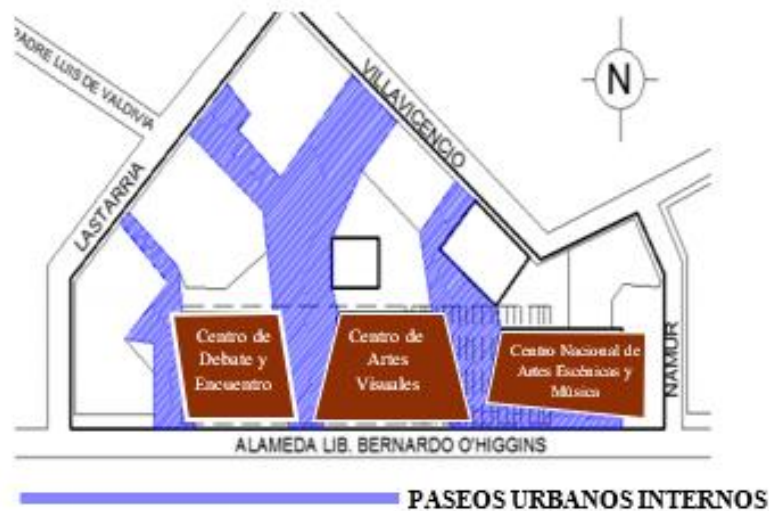 PADRE LUIS DE VALDIVIA
VILLAVICENCIO
N
LASTARRIA
Centro de
Debate y
Encuentro
Centro de
Artes
Visuales
Centro Nacional de
Artes Escénicas y
Música
NAMUR
ALAMEDA LIB. BERNARDO O'HIGGINS
PASEOS URBANOS INTERNOS